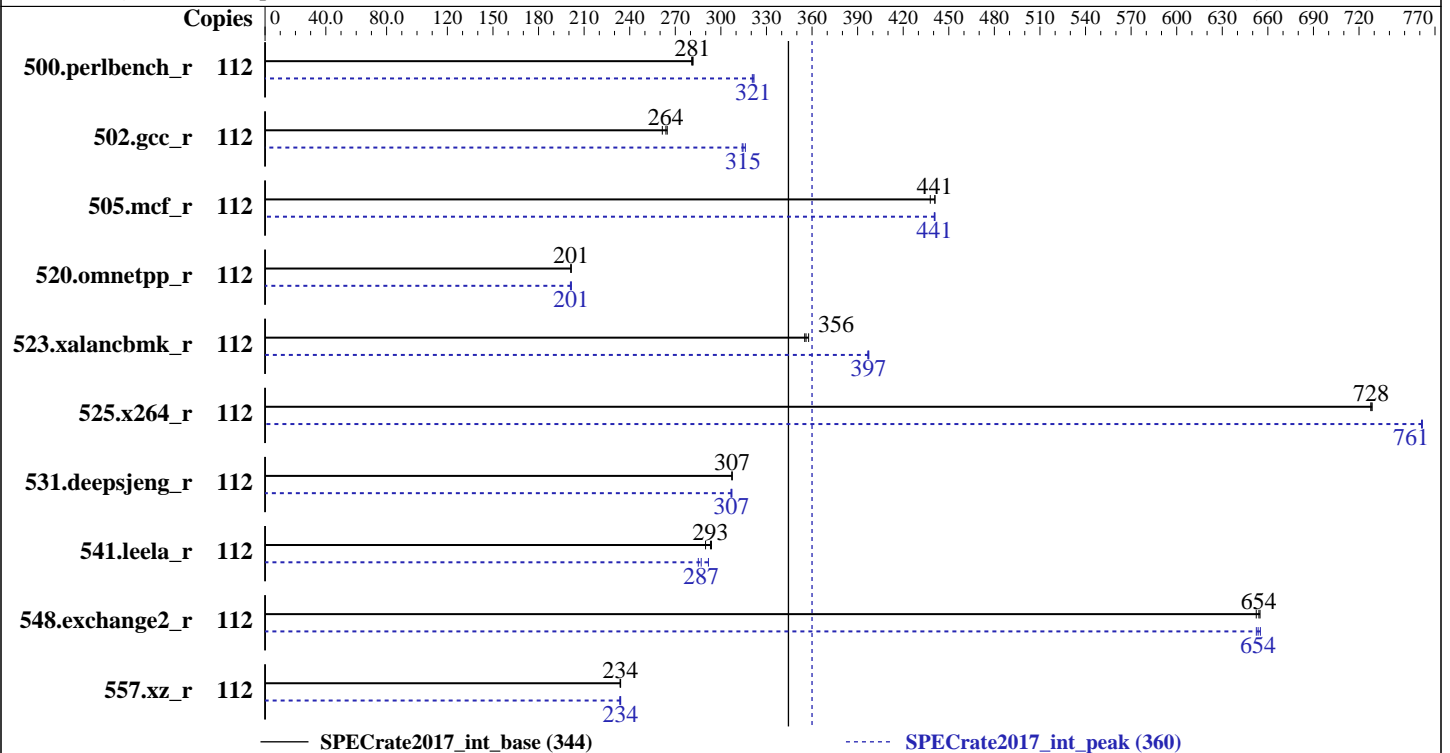 Copies 0 40.0 80.0 120 150 180 210 240 270 300 330 360 390 420 450 480 510 540 570 600 630 660 690 720 770
281
500.perlbench_r 112
321
264
502.gcc_r 112
315
441
505.mcf_r 112
441
201
520.omnetpp_r 112
201
356
523.xalancbmk_r 112
397
728
525.x264_r 112
761
307
531.deepsjeng_r 112
307
293
541.leela_r 112
287
654
548.exchange2_r 112
654
234
557.xz_r 112
234
SPECrate2017_int_base (344) SPECrate2017_int_peak (360)